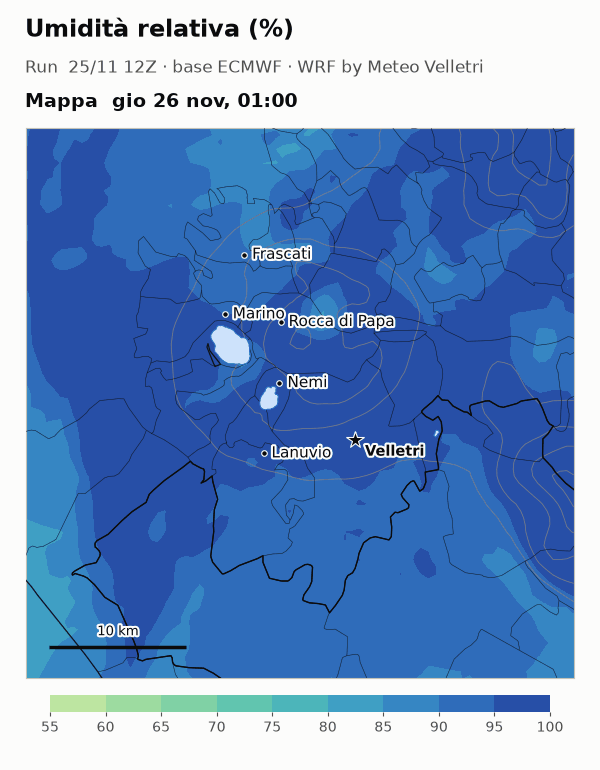 Umidità relativa (%)
Run  25/11 12Z · base ECMWF · WRF by Meteo Velletri
Mappa  gio 26 nov, 01:00
Frascati
Marino
Rocca di Papa
Nemi
Velletri
Lanuvio
10 km
55 60 65 70 75 80 85 90 95 100